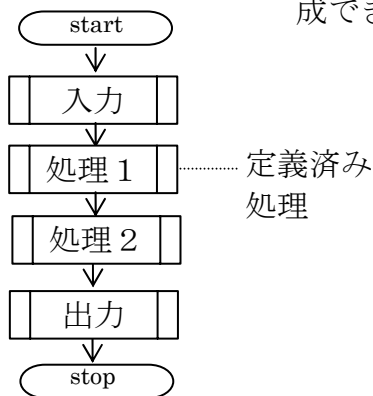 成でき
start
入力
処理１
定義済み
処理
処理２
出力
stop